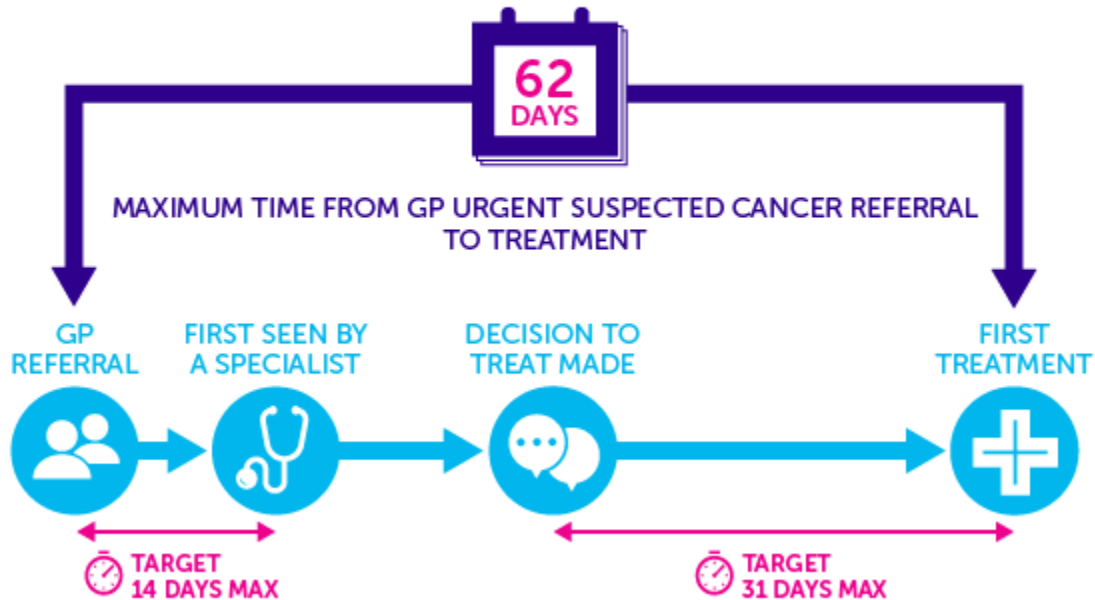 62
DAYS
MAXIMUM TIME FROM GP URGENT SUSPECTED CANCER REFERRAL
TO TREATMENT
GP
REFERRAL
FIRST SEEN BY
A SPECIALIST
DECISION TO
TREAT MADE
FIRST
TREATMENT
TARGET
14 DAYS MAX
TARGET
31 DAYS MAX